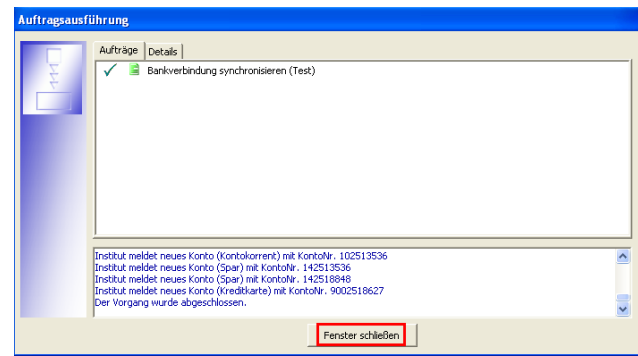 Auftragsausführung
Aufträge Details
Bankverbindung synchronisieren (Test)
Institut meldet neues Konto (Kontokorrent) mit KontoNr. 102513536
Institut meldet neues Konto (Spar) mit KontoNr. 142513536
Institut meldet neues Konto (Spar) mit KontoNr. 142518848
Institut meldet neues Konto (Kreditkarte) mit KontoNr. 9002518627
Der Vorgang wurde abgeschlossen.
Fenster schließen